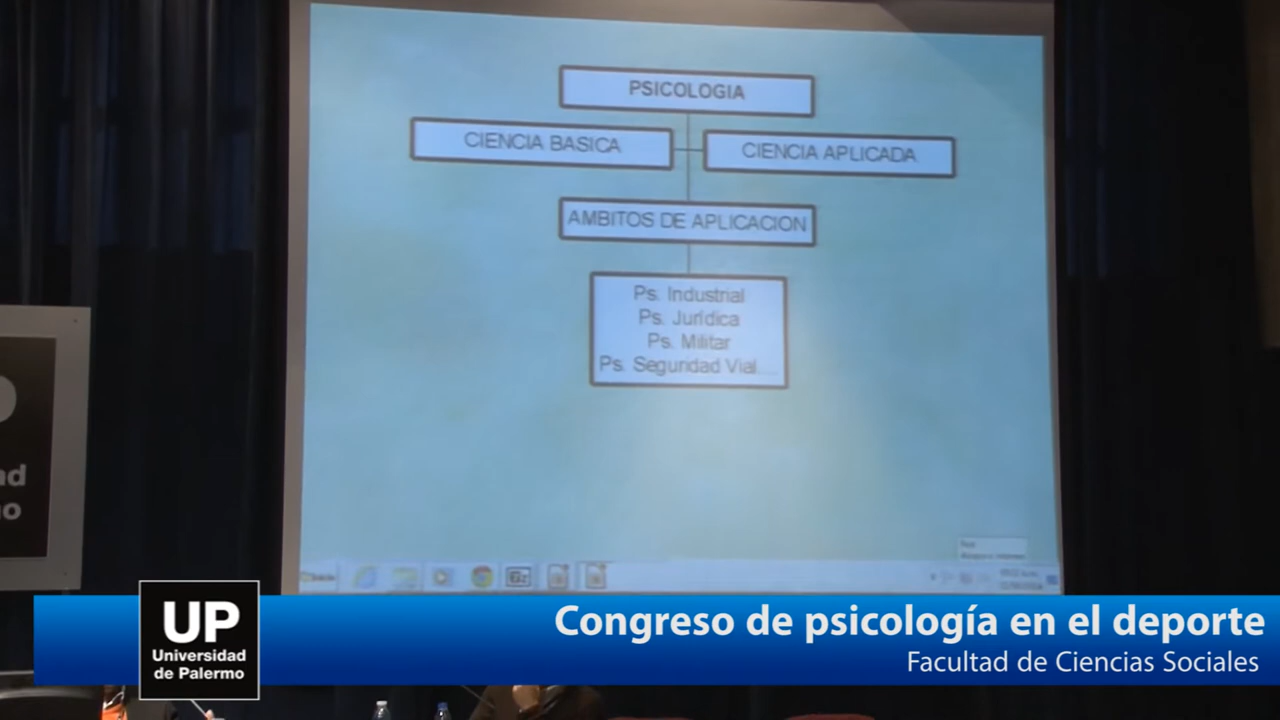 PSICOLOGIA
CIENCIA BASICA
CIENCIA APLICADA
AMBITOS DE APLICACION
Ps. Industrial
Ps. Jurídica
Ps. Militar
Ps. Seguridad Vial...
UP
Universidad
de Palermo
Congreso de psicología en el deporte
Facultad de Ciencias Sociales